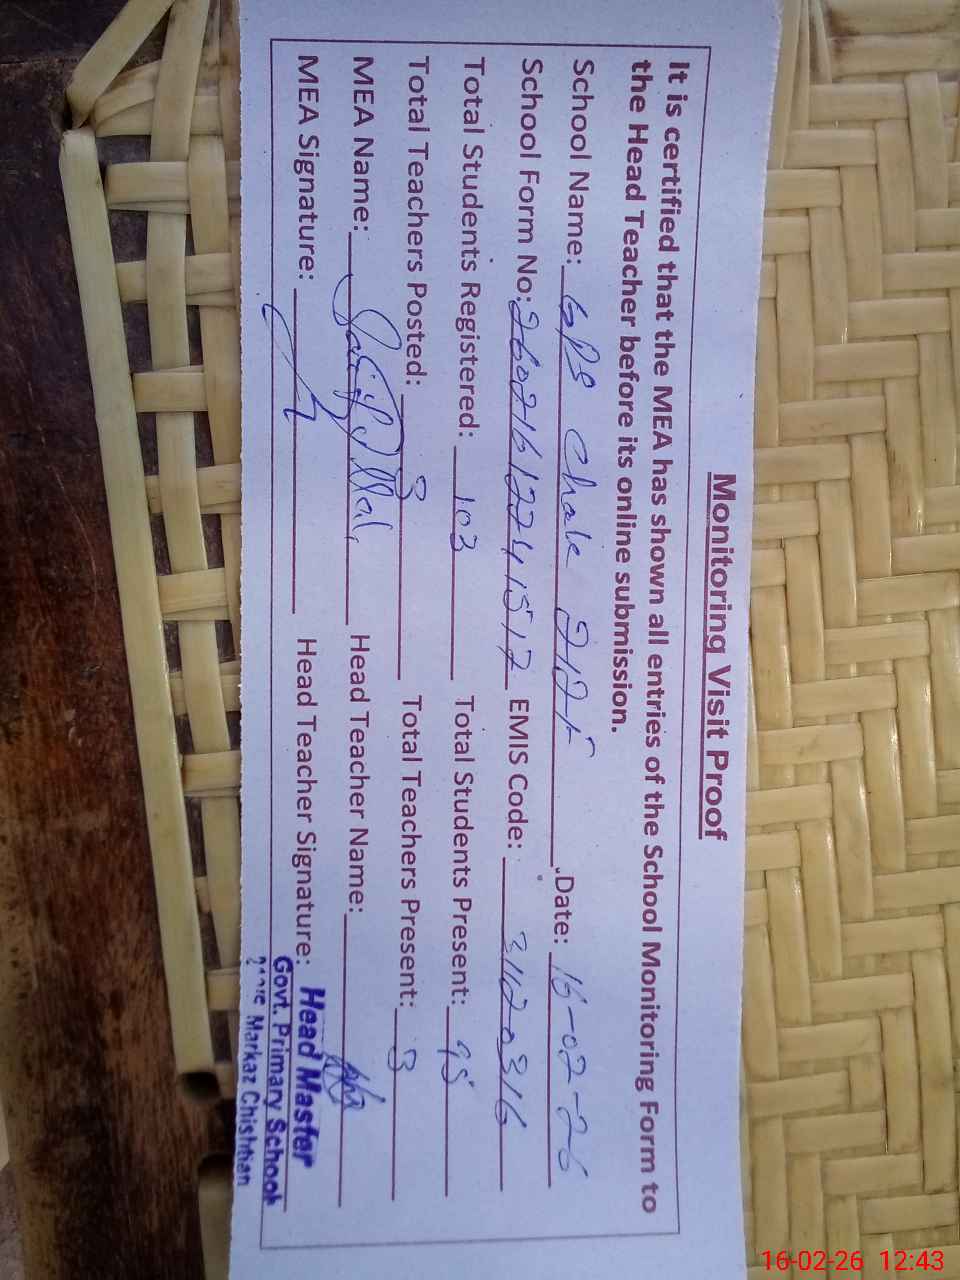 Monitoring Visit Proof
It is certified that the MEA has shown all entries of the School Monitoring Form to
the Head Teacher before its online submission.
School Name: GPS Chak 212 Date: 16-02-26
School Form No: 26021612241517 EMIS Code: 31120316
Total Students Registered: 103 Total Students Present: 95
Total Teachers Posted: 3 Total Teachers Present: 3
MEA Name: Head Teacher Name:
MEA Signature: Head Teacher Signature:
Head Master
Govt. Primary School
Markaz Chishtian
16-02-26 12:43